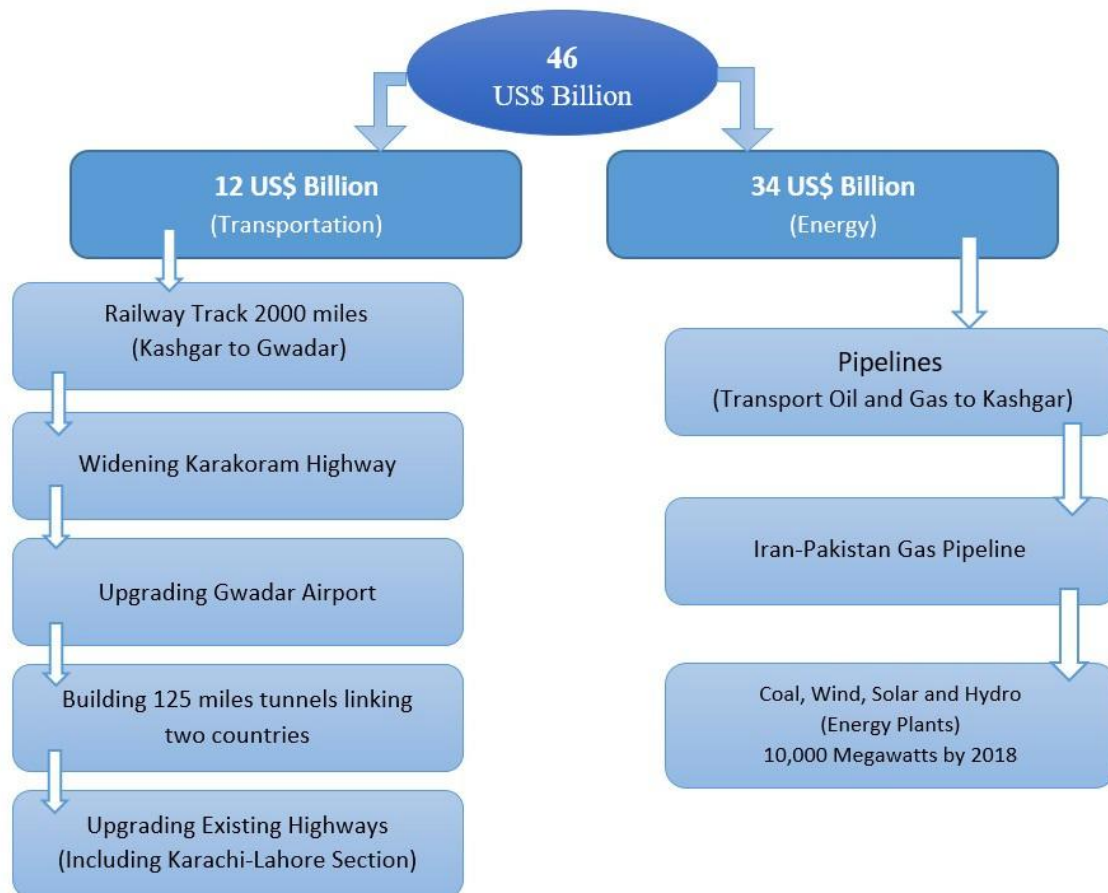 46
US$ Billion
12 US$ Billion
(Transportation)
Railway Track 2000 miles
(Kashgar to Gwadar)
Widening Karakoram Highway
Upgrading Gwadar Airport
Building 125 miles tunnels linking
two countries
Upgrading Existing Highways
(Including Karachi-Lahore Section)
34 US$ Billion
(Energy)
Pipelines
(Transport Oil and Gas to Kashgar)
Iran-Pakistan Gas Pipeline
Coal, Wind, Solar and Hydro
(Energy Plants)
10,000 Megawatts by 2018